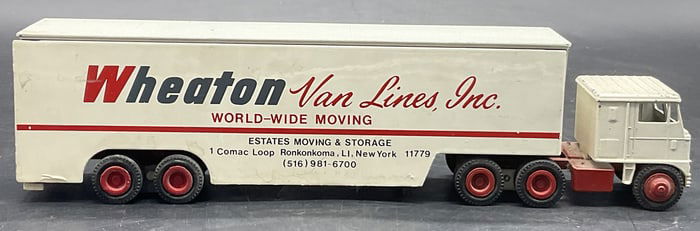 Wheaton Van Lines, Inc.
WORLD-WIDE MOVING
ESTATES MOVING & STORAGE
1 Comac Loop Ronkonkoma, LI, New York 11779
(516) 981-6700